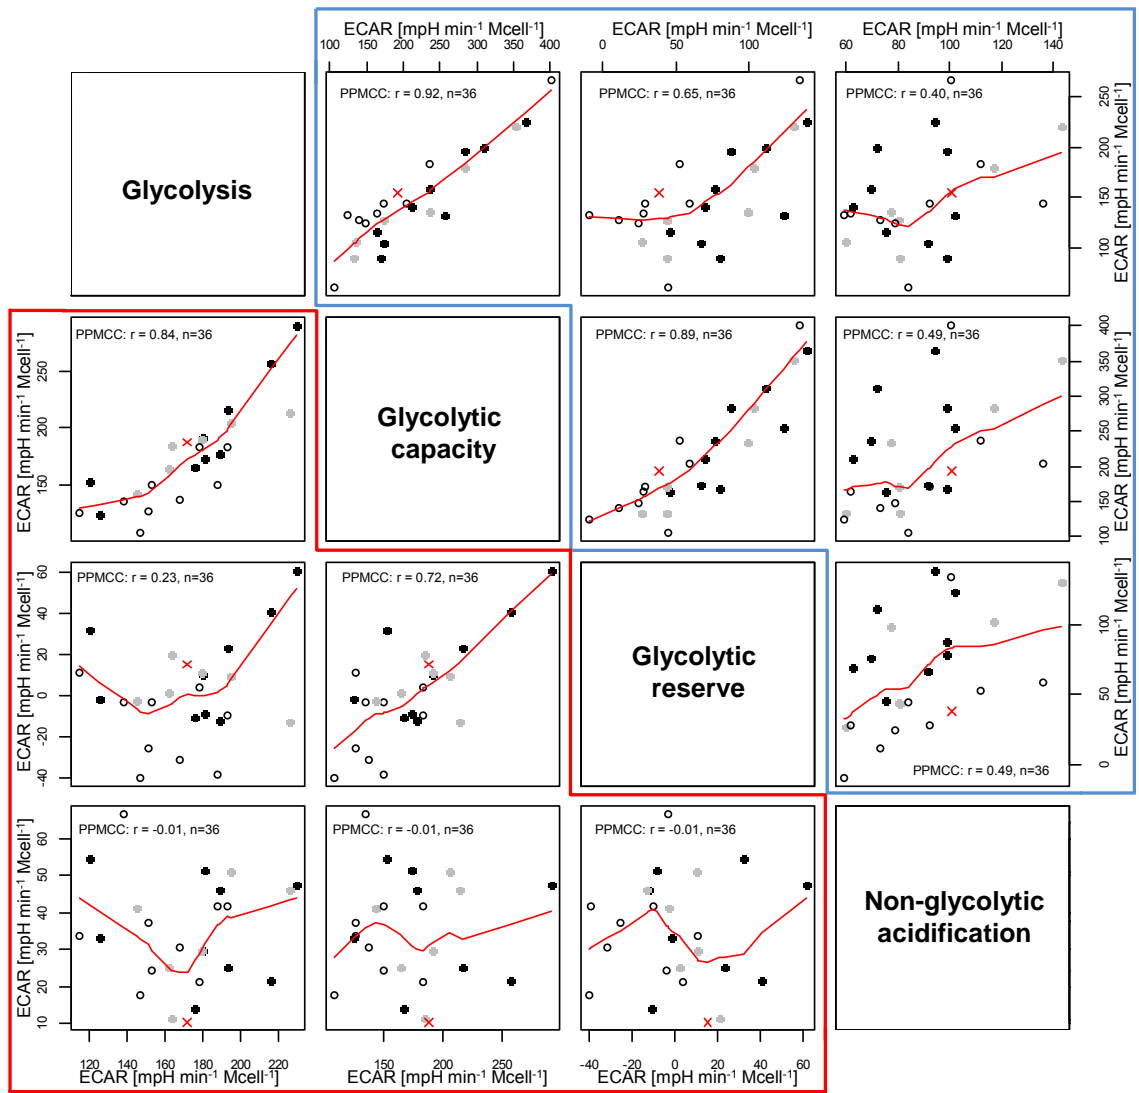 ECAR [mpH min⁻¹ Mcell⁻¹] ECAR [mpH min⁻¹ Mcell⁻¹] ECAR [mpH min⁻¹ Mcell⁻¹]
100 150 200 250 300 350 400 0 50 100 60 80 100 120 140
Glycolysis
PPMCC: r = 0.92, n=36
PPMCC: r = 0.65, n=36
PPMCC: r = 0.40, n=36
100 150 200 250
ECAR [mpH min⁻¹ Mcell⁻¹]
ECAR [mpH min⁻¹ Mcell⁻¹]
150 200 250
PPMCC: r = 0.84, n=36
Glycolytic
capacity
PPMCC: r = 0.89, n=36
PPMCC: r = 0.49, n=36
100 150 200 250 300 350 400
ECAR [mpH min⁻¹ Mcell⁻¹]
ECAR [mpH min⁻¹ Mcell⁻¹]
-40 -20 0 20 40 60
PPMCC: r = 0.23, n=36
PPMCC: r = 0.72, n=36
Glycolytic
reserve
PPMCC: r = 0.49, n=36
0 50 100
ECAR [mpH min⁻¹ Mcell⁻¹]
ECAR [mpH min⁻¹ Mcell⁻¹]
10 20 30 40 50 60
PPMCC: r = -0.01, n=36
PPMCC: r = -0.01, n=36
PPMCC: r = -0.01, n=36
Non-glycolytic
acidification
120 140 160 180 200 220 150 200 250 -40 -20 0 20 40 60
ECAR [mpH min⁻¹ Mcell⁻¹] ECAR [mpH min⁻¹ Mcell⁻¹] ECAR [mpH min⁻¹ Mcell⁻¹]